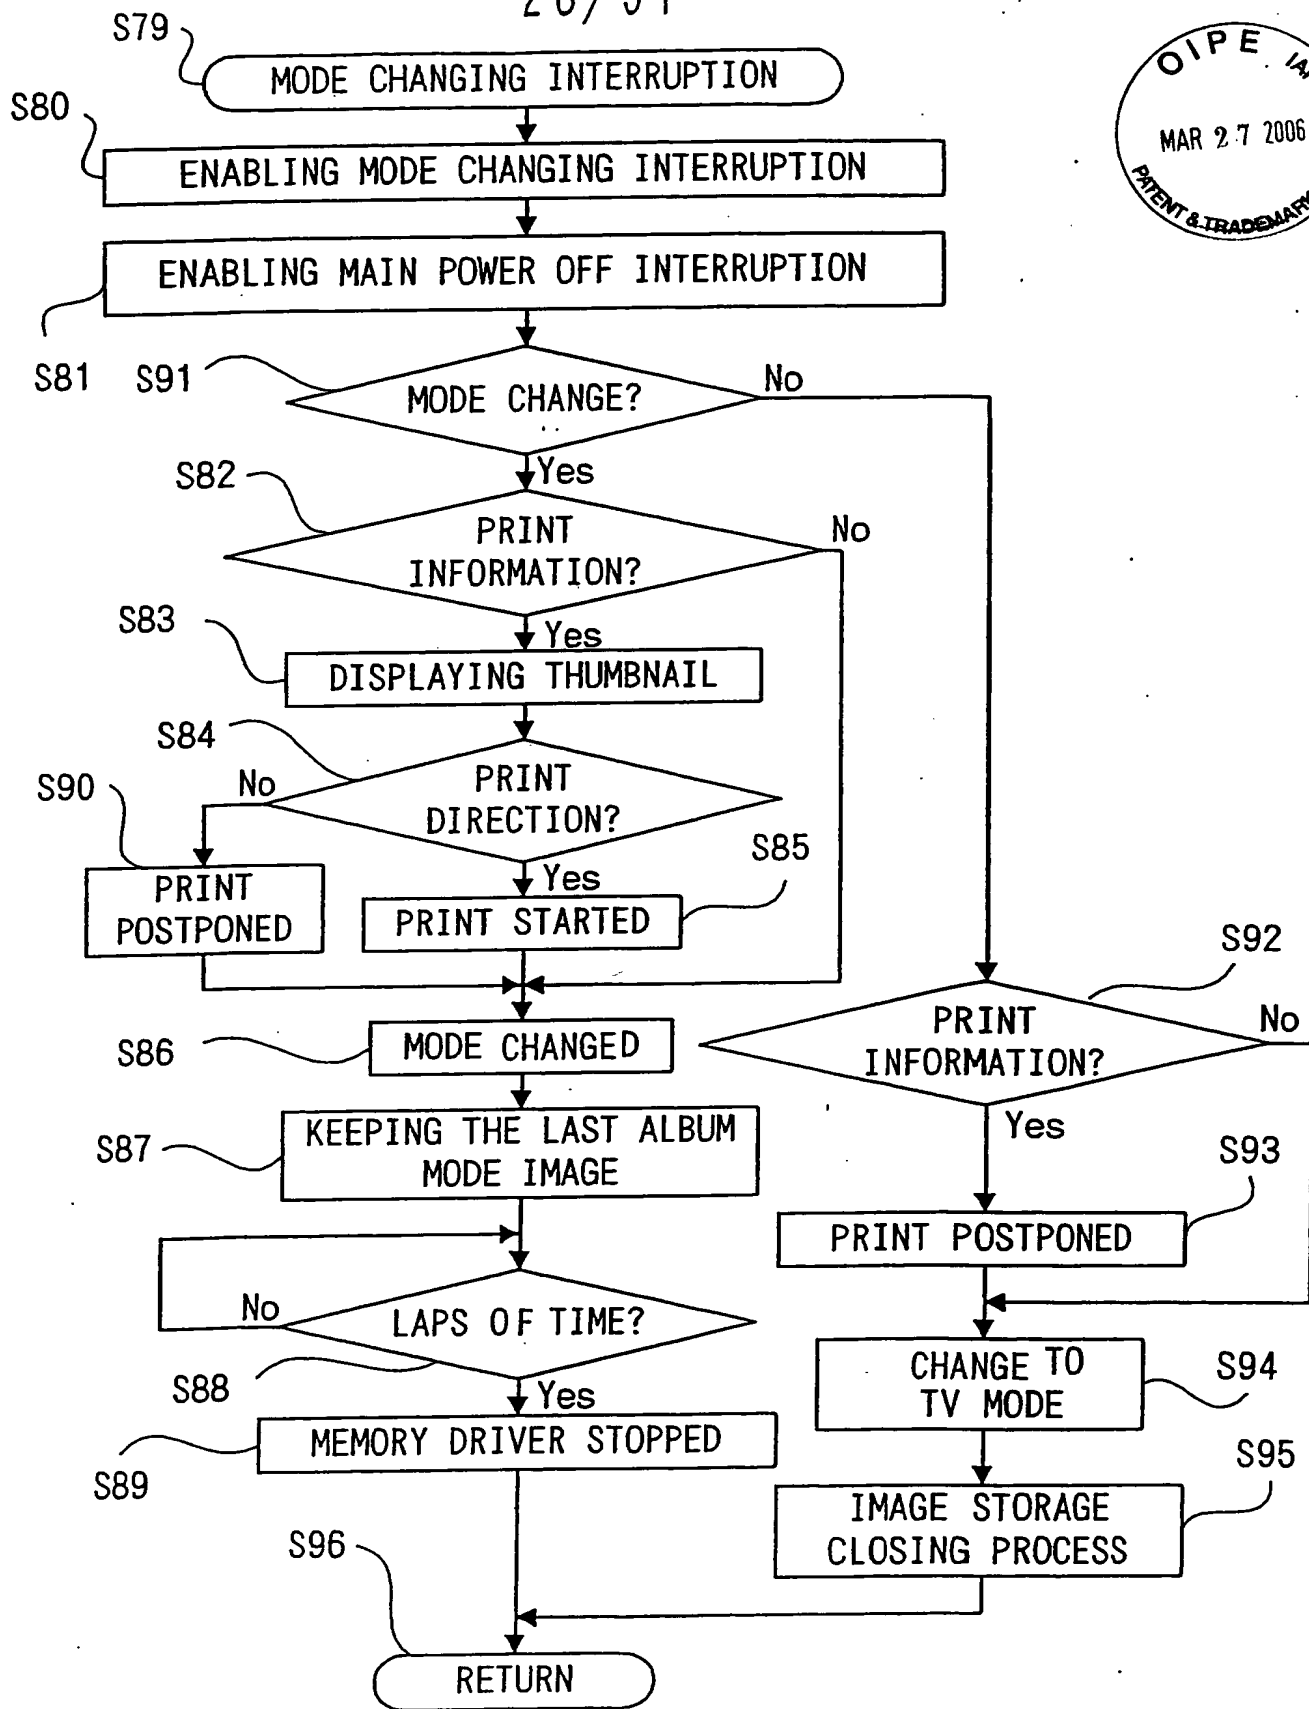 S79
MODE CHANGING INTERRUPTION
OIPE
MAR 27 2006
PATENT & TRADEMARK
S80
ENABLING MODE CHANGING INTERRUPTION
ENABLING MAIN POWER OFF INTERRUPTION
S81
S91
MODE CHANGE?
No
Yes
S82
PRINT
INFORMATION?
No
S83
Yes
DISPLAYING THUMBNAIL
S84
PRINT
DIRECTION?
No
S90
S85
Yes
PRINT
POSTPONED
PRINT STARTED
S92
PRINT
INFORMATION?
No
S86
MODE CHANGED
Yes
S87
KEEPING THE LAST ALBUM
MODE IMAGE
S93
PRINT POSTPONED
No
LAPS OF TIME?
S88
Yes
CHANGE TO
TV MODE
S94
MEMORY DRIVER STOPPED
S89
S95
IMAGE STORAGE
CLOSING PROCESS
S96
RETURN